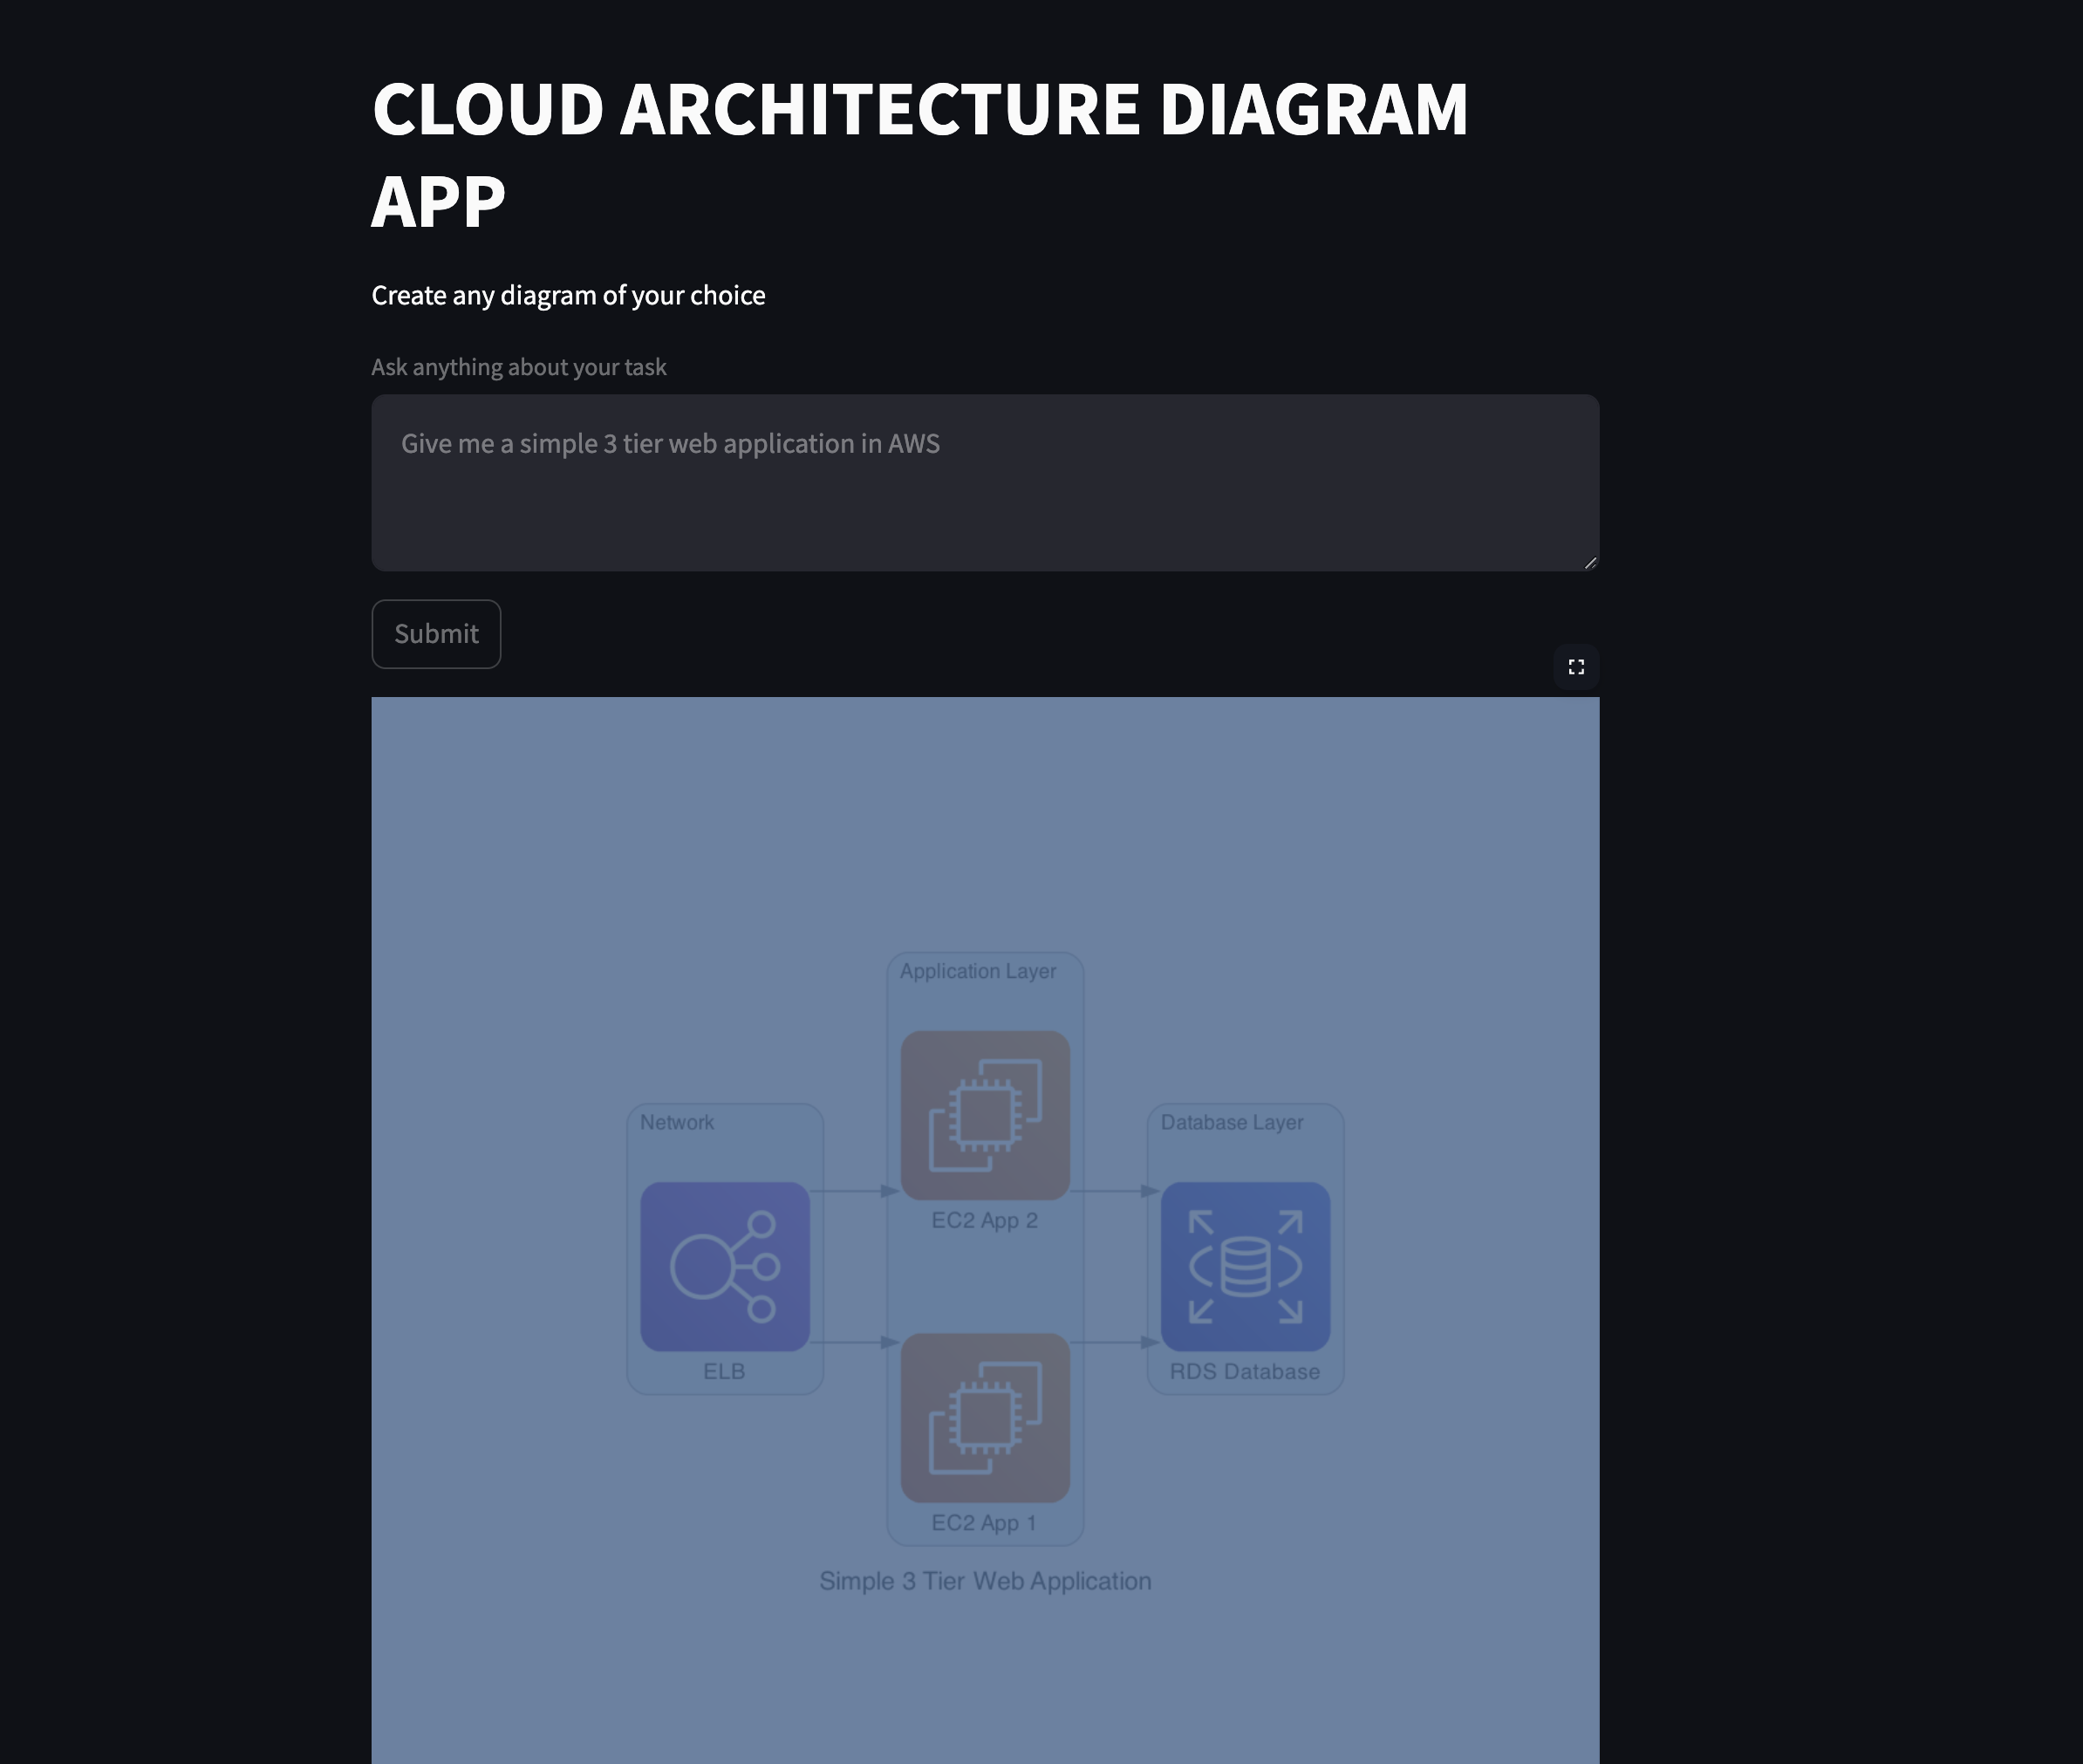 CLOUD ARCHITECTURE DIAGRAM
APP
Create any diagram of your choice
Ask anything about your task
Give me a simple 3 tier web application in AWS
Submit
Application Layer
EC2 App 2
Network
ELB
Database Layer
RDS Database
EC2 App 1
Simple 3 Tier Web Application